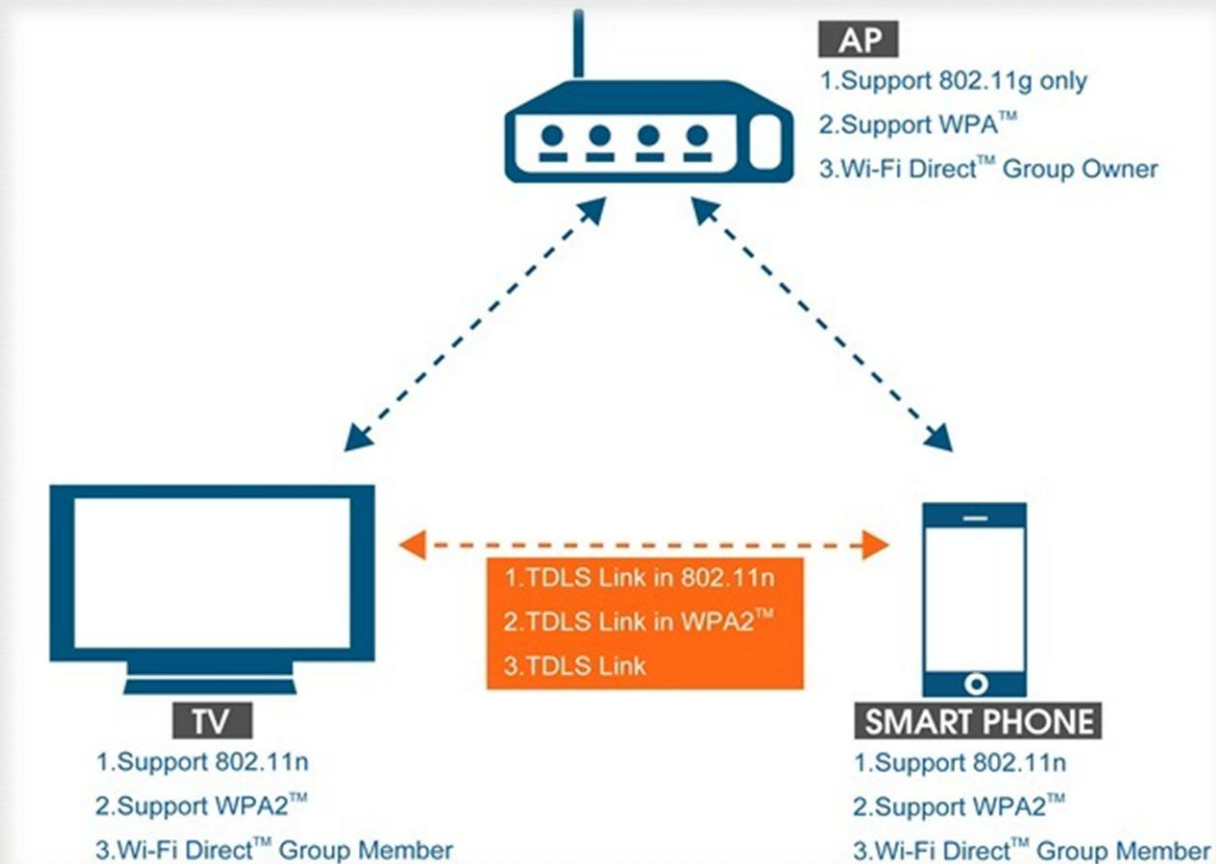 AP
1.Support 802.11g only
2.Support WPA™
3.Wi-Fi Direct™ Group Owner
1.TDLS Link in 802.11n
2.TDLS Link in WPA2™
3.TDLS Link
TV
1.Support 802.11n
2.Support WPA2™
3.Wi-Fi Direct™ Group Member
SMART PHONE
1.Support 802.11n
2.Support WPA2™
3.Wi-Fi Direct™ Group Member